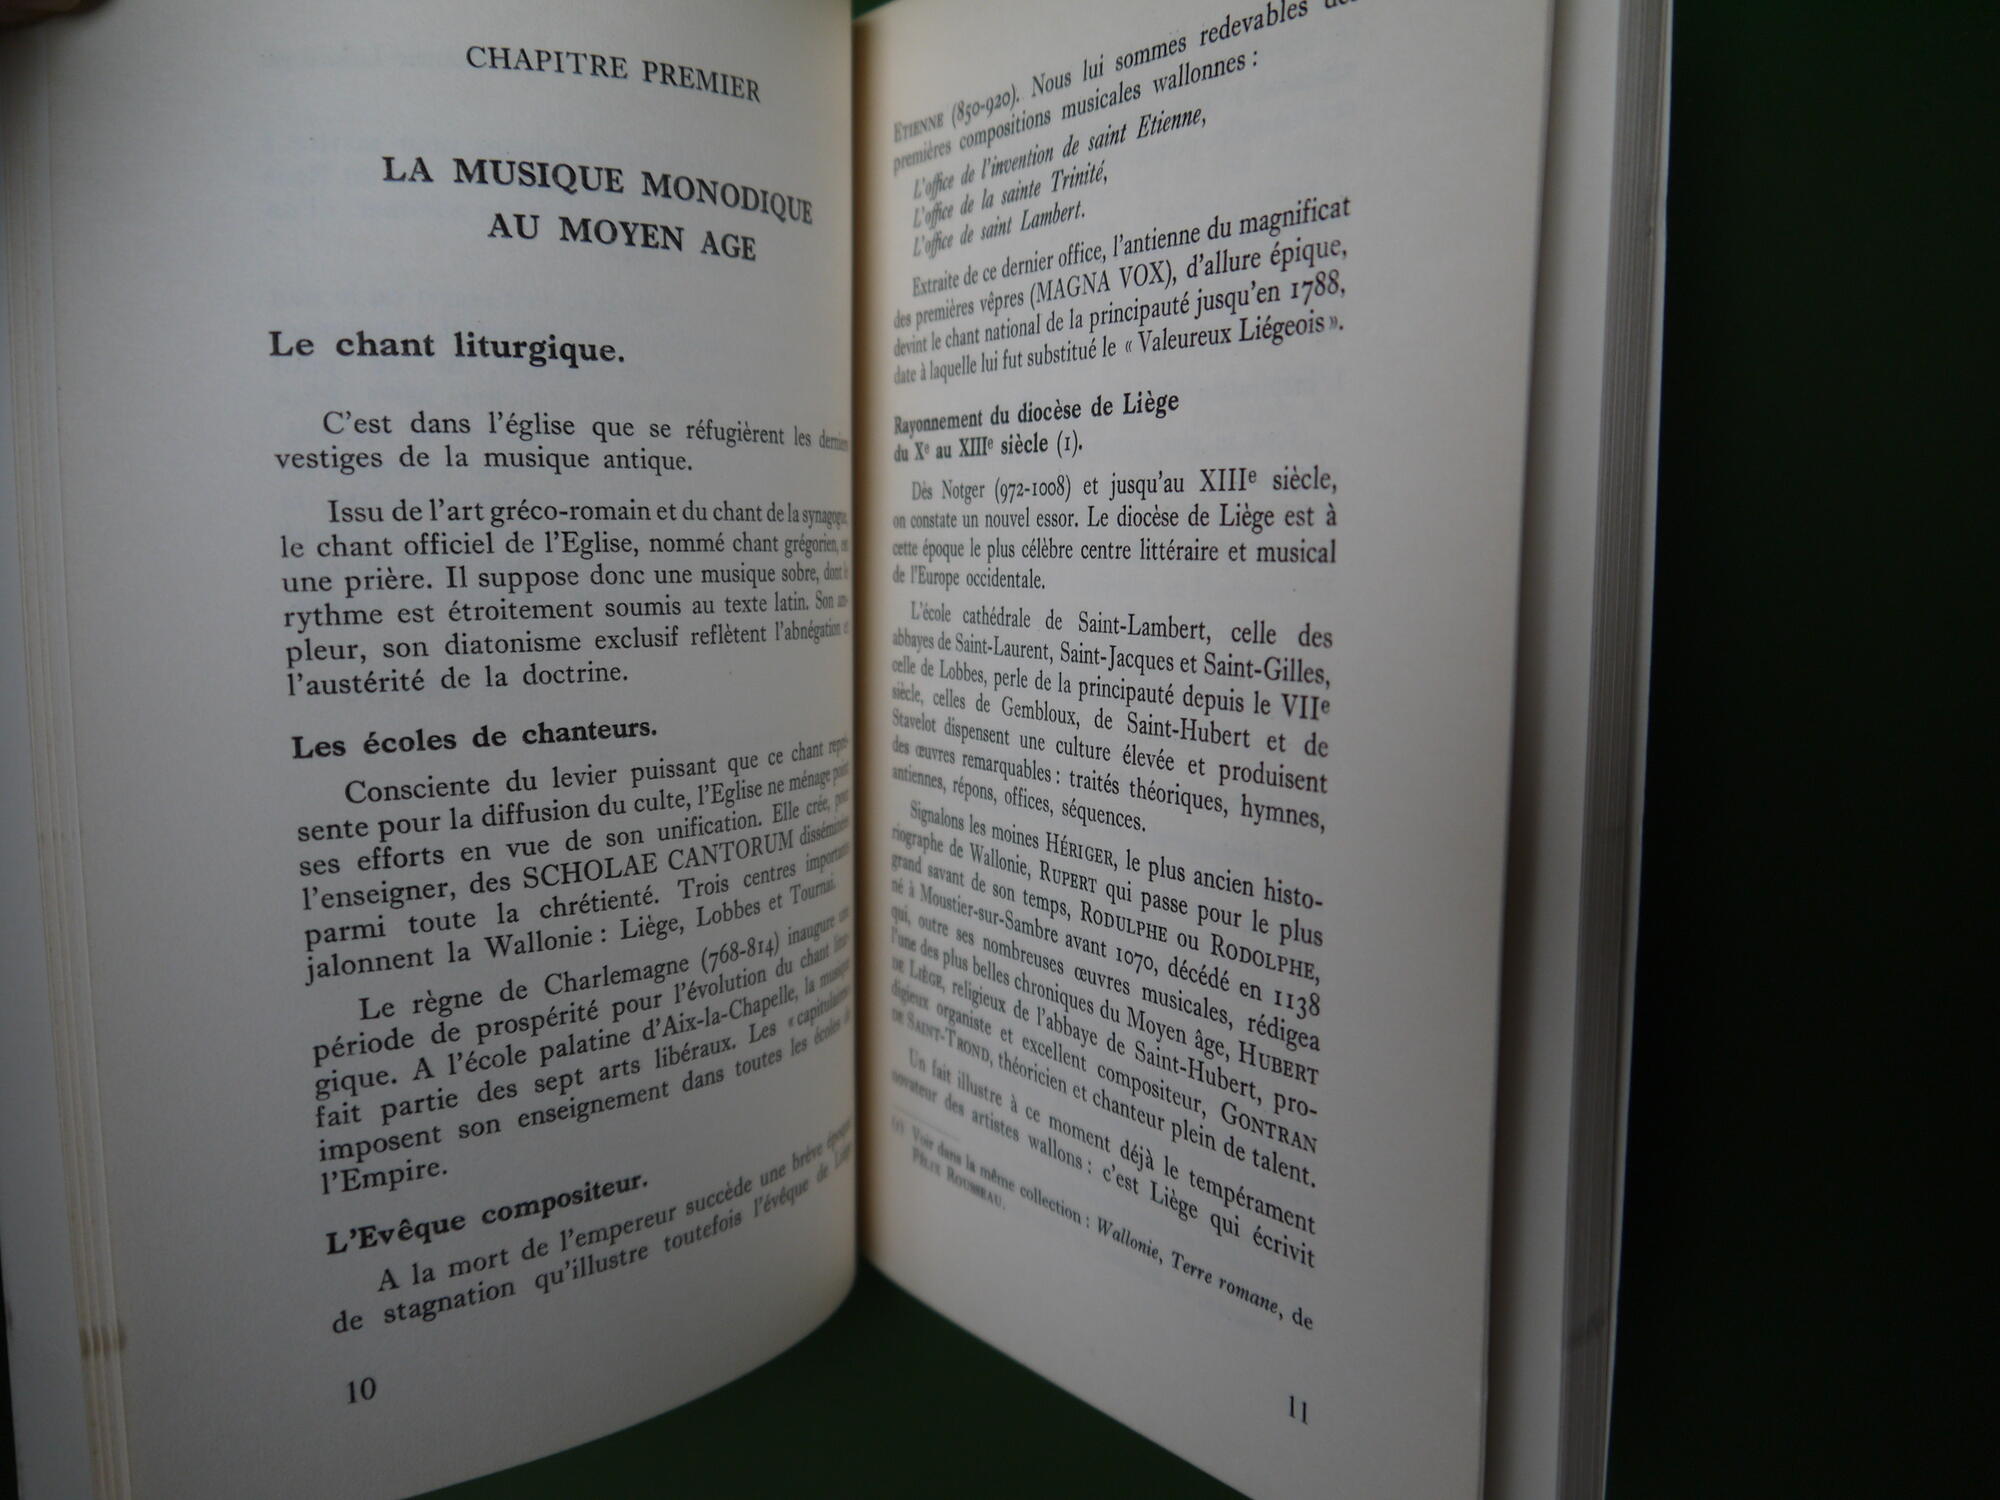 CHAPITRE PREMIER
LA MUSIQUE MONODIQUE
AU MOYEN AGE
Le chant liturgique.
C'est dans l'église que se réfugièrent les derniers
vestiges de la musique antique.
Issu de l'art gréco-romain et du chant de la synagogue,
le chant officiel de l'Eglise, nommé chant grégorien, est
une prière. Il suppose donc une musique sobre, dont le
rythme est étroitement soumis au texte latin. Son am-
pleur, son diatonisme exclusif reflètent l'abnégation et
l'austérité de la doctrine.
Les écoles de chanteurs.
Consciente du levier puissant que ce chant repré-
sente pour la diffusion du culte, l'Eglise ne ménage point
ses efforts en vue de son unification. Elle crée, pour
l'enseigner, des SCHOLAE CANTORUM disséminées
parmi toute la chrétienté. Trois centres importants
jalonnent la Wallonie : Liège, Lobbes et Tournai.
Le règne de Charlemagne (768-814) inaugure une
période de prospérité pour l'évolution du chant litur-
gique. A l'école palatine d'Aix-la-Chapelle, la musique
fait partie des sept arts libéraux. Les « capitulaires »
imposent son enseignement dans toutes les écoles de
l'Empire.
L'Evêque compositeur.
A la mort de l'empereur succède une brève époque
de stagnation qu'illustre toutefois l'évêque de Liège
10
ETIENNE (850-920). Nous lui sommes redevables des
premières compositions musicales wallonnes :
L'office de l'invention de saint Etienne,
L'office de la sainte Trinité,
L'office de saint Lambert.
Extraite de ce dernier office, l'antienne du magnificat
des premières vêpres (MAGNA VOX), d'allure épique,
devint le chant national de la principauté jusqu'en 1788,
date à laquelle lui fut substitué le « Valeureux Liégeois ».
Rayonnement du diocèse de Liège
du Xe au XIIIe siècle (1).
Dès Notger (972-1008) et jusqu'au XIIIe siècle,
on constate un nouvel essor. Le diocèse de Liège est à
cette époque le plus célèbre centre littéraire et musical
de l'Europe occidentale.
L'école cathédrale de Saint-Lambert, celle des
abbayes de Saint-Laurent, Saint-Jacques et Saint-Gilles,
celle de Lobbes, perle de la principauté depuis le VIIe
siècle, celles de Gembloux, de Saint-Hubert et de
Stavelot dispensent une culture élevée et produisent
des œuvres remarquables : traités théoriques, hymnes,
antiennes, répons, offices, séquences.
Signalons les moines HÉRIGER, le plus ancien histo-
riographe de Wallonie, RUPERT qui passe pour le plus
grand savant de son temps, RODULPHE ou RODOLPHE,
né à Moustier-sur-Sambre avant 1070, décédé en 1138
qui, outre ses nombreuses œuvres musicales, rédigea
l'une des plus belles chroniques du Moyen âge, HUBERT
DE LIÈGE, religieux de l'abbaye de Saint-Hubert, pro-
digieux organiste et excellent compositeur, GONTRAN
DE SAINT-TROND, théoricien et chanteur plein de talent.
Un fait illustre à ce moment déjà le tempérament
novateur des artistes wallons : c'est Liège qui écrivit
(1) Voir dans la même collection : Wallonie, Terre romane, de
FÉLIX ROUSSEAU.
11